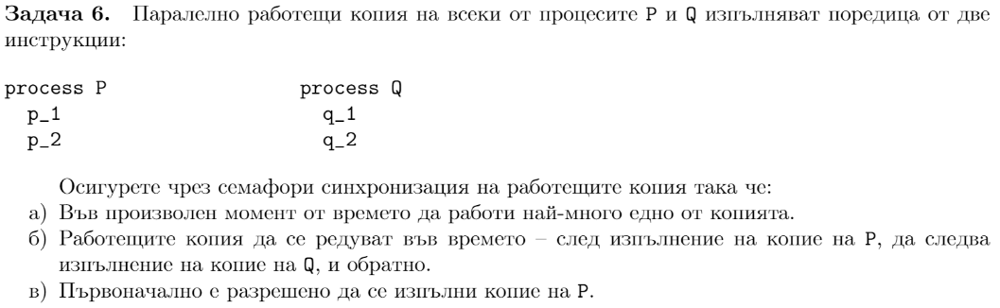 Задача 6. Паралелно работещи копия на всеки от процесите P и Q изпълняват поредица от две
инструкции:
process P process Q
p_1 q_1
p_2 q_2
Осигурете чрез семафори синхронизация на работещите копия така че:
а) Във произволен момент от времето да работи най-много едно от копията.
б) Работещите копия да се редуват във времето – след изпълнение на копие на P, да следва
изпълнение на копие на Q, и обратно.
в) Първоначално е разрешено да се изпълни копие на P.